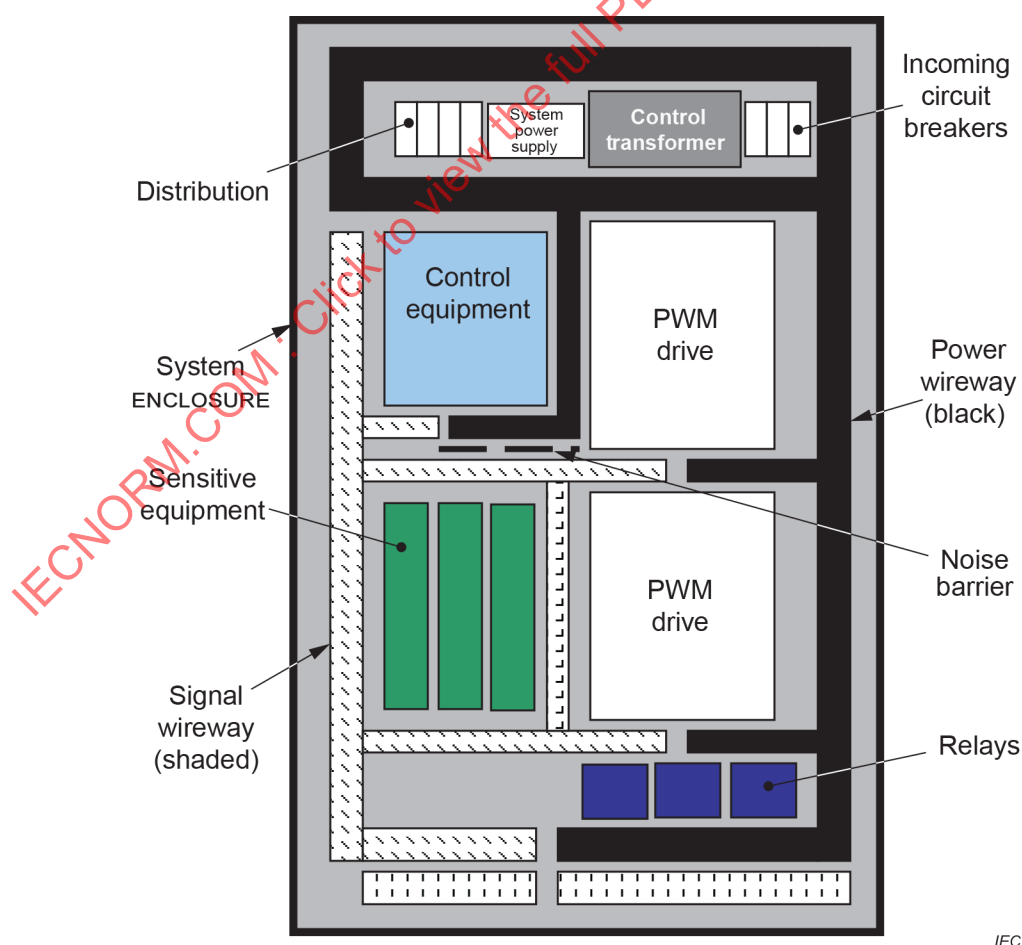 Incoming
circuit
breakers
System
power
supply
Control
transformer
Distribution
Control
equipment
PWM
drive
System
ENCLOSURE
Power
wireway
(black)
Sensitive
equipment
Noise
barrier
PWM
drive
Signal
wireway
(shaded)
Relays
IEC
IECNORM.COM : Click to view the full